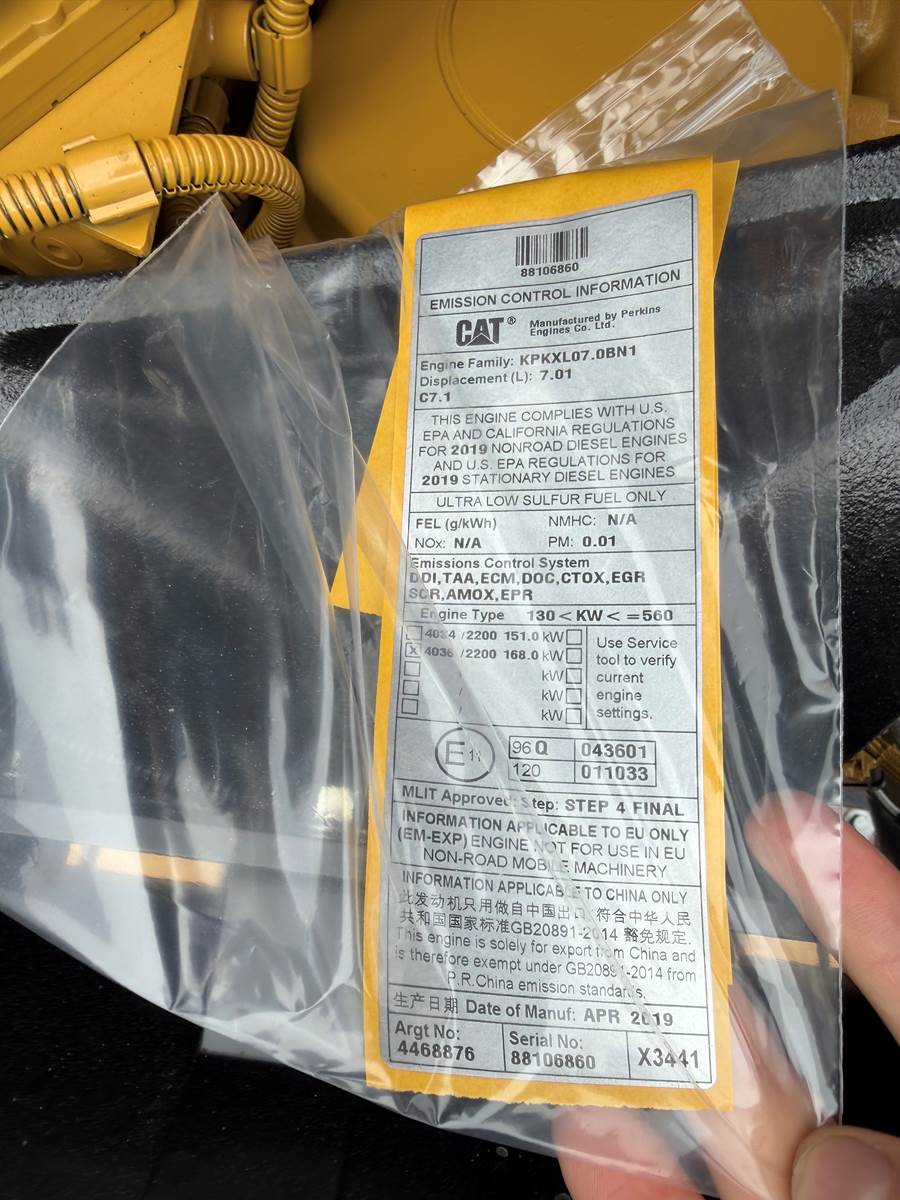 88106860
EMISSION CONTROL INFORMATION
CAT® Manufactured by Perkins
Engines Co. Ltd.
Engine Family: KPKXL07.0BN1
Displacement (L): 7.01
C7.1
THIS ENGINE COMPLIES WITH U.S.
EPA AND CALIFORNIA REGULATIONS
FOR 2019 NONROAD DIESEL ENGINES
AND U.S. EPA REGULATIONS FOR
2019 STATIONARY DIESEL ENGINES
ULTRA LOW SULFUR FUEL ONLY
FEL (g/kWh) NMHC: N/A
NOx: N/A PM: 0.01
Emissions Control System
DDI,TAA,ECM,DOC,CTOX,EGR
SCR,AMOX,EPR
Engine Type 130<KW<=560
4034 /2200 151.0 kW Use Service
X 4036 /2200 168.0 kW tool to verify
kW current
kW engine
kW settings.
E11 96 Q 043601
120 011033
MLIT Approved: Step: STEP 4 FINAL
INFORMATION APPLICABLE TO EU ONLY
(EM-EXP) ENGINE NOT FOR USE IN EU
NON-ROAD MOBILE MACHINERY
INFORMATION APPLICABLE TO CHINA ONLY
此发动机只用做自中国出口, 符合中华人民
共和国国家标准GB20891-2014 豁免规定.
This engine is solely for export from China and
is therefore exempt under GB20891-2014 from
P.R.China emission standards.
生产日期 Date of Manuf: APR 2019
Argt No: Serial No:
4468876 88106860 X3441